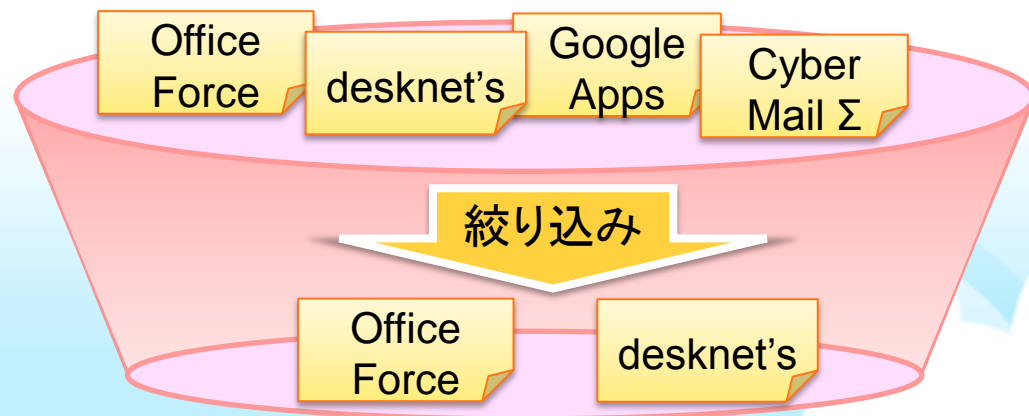 Office
Force
desknet’s
Google
Apps
Cyber
Mail Σ
絞り込み
Office
Force
desknet’s